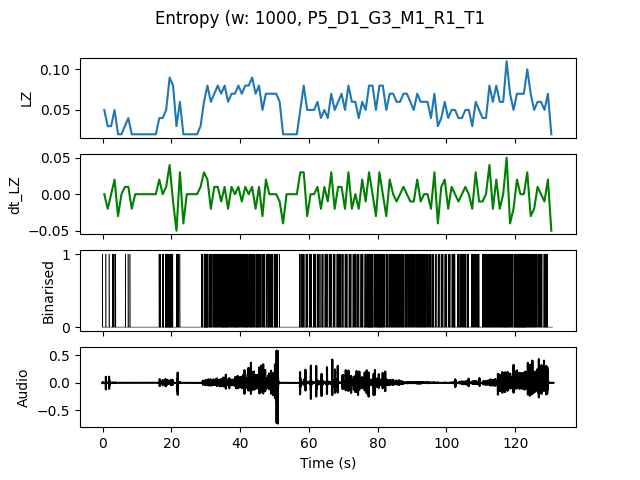 Entropy (w: 1000, P5_D1_G3_M1_R1_T1
0.10
0.05
LZ
0.05
0.00
−0.05
dt_LZ
1
0
Binarised
0.5
0.0
−0.5
Audio
0 20 40 60 80 100 120
Time (s)